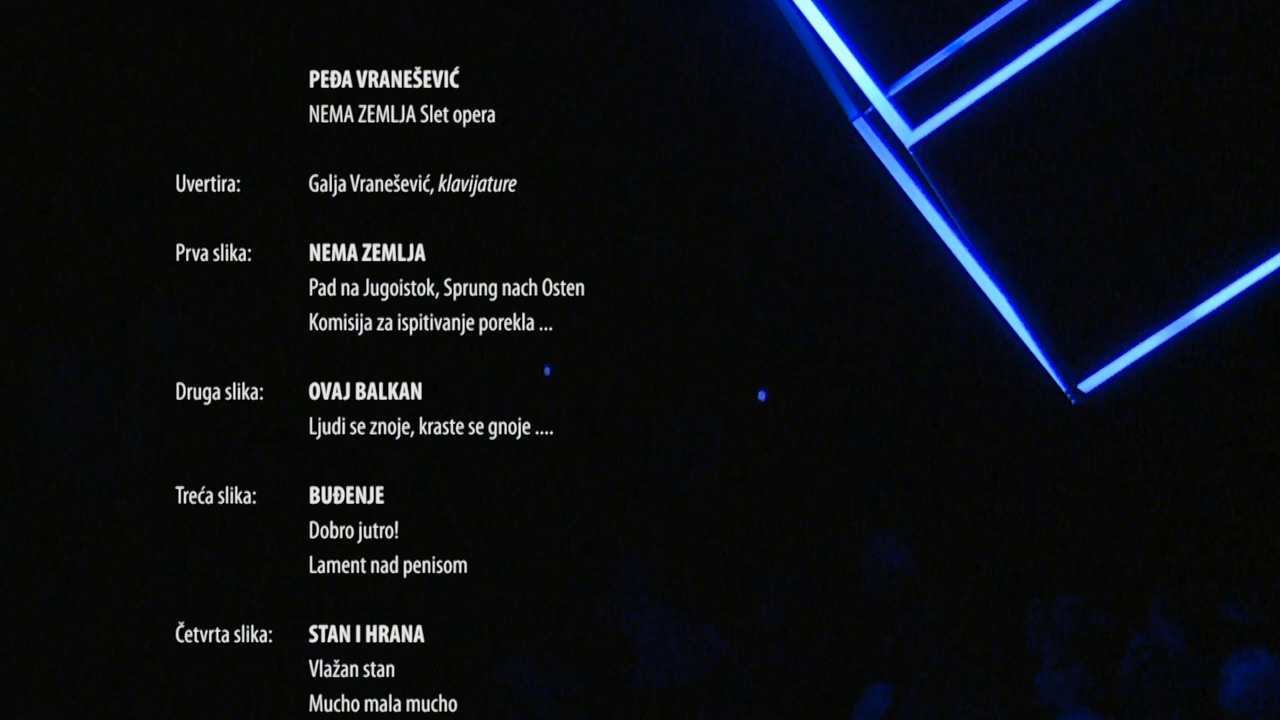 PEĐA VRANEŠEVIĆ
NEMA ZEMLJA Slet opera
Uvertira: Galja Vranešević, klavijature
Prva slika: NEMA ZEMLJA
Pad na Jugoistok, Sprung nach Osten
Komisija za ispitivanje porekla ...
Druga slika: OVAJ BALKAN
Ljudi se znoje, kraste se gnoje ....
Treća slika: BUĐENJE
Dobro jutro!
Lament nad penisom
Četvrta slika: STAN I HRANA
Vlažan stan
Mucho mala mucho